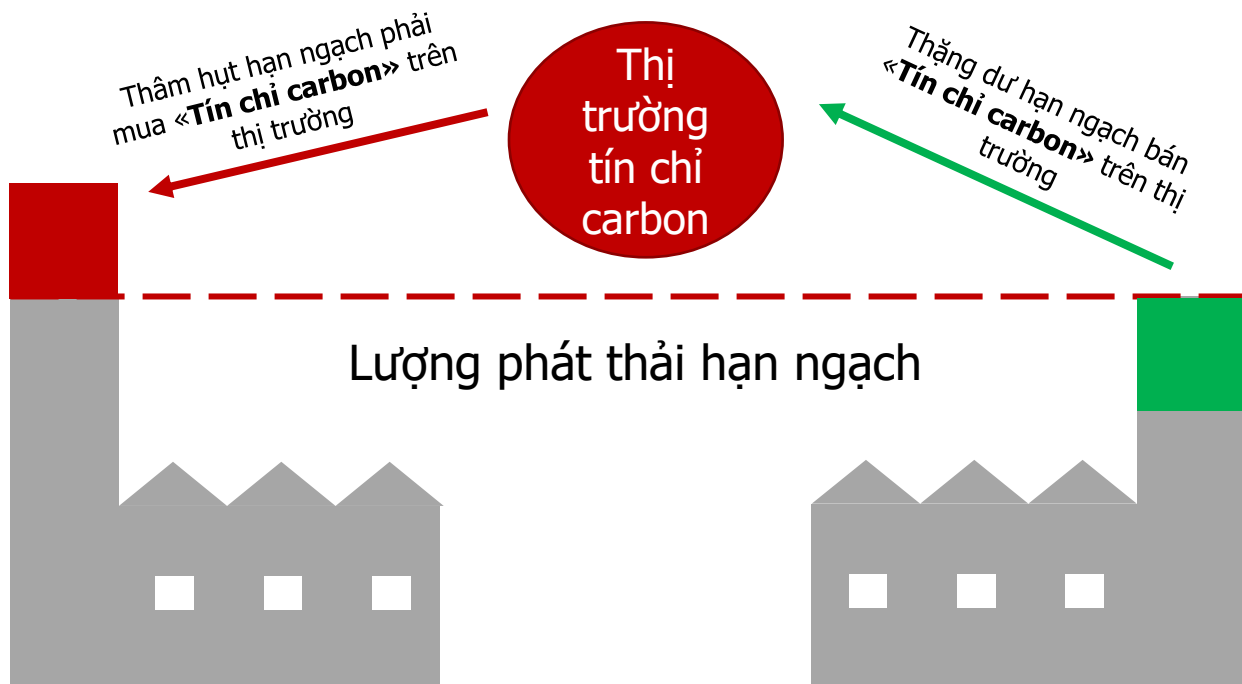 Thâm hụt hạn ngạch phải
mua «Tín chỉ carbon» trên
thị trường
Thị
trường
tín chỉ
carbon
Thặng dư hạn ngạch bán
«Tín chỉ carbon» trên thị
trường
Lượng phát thải hạn ngạch